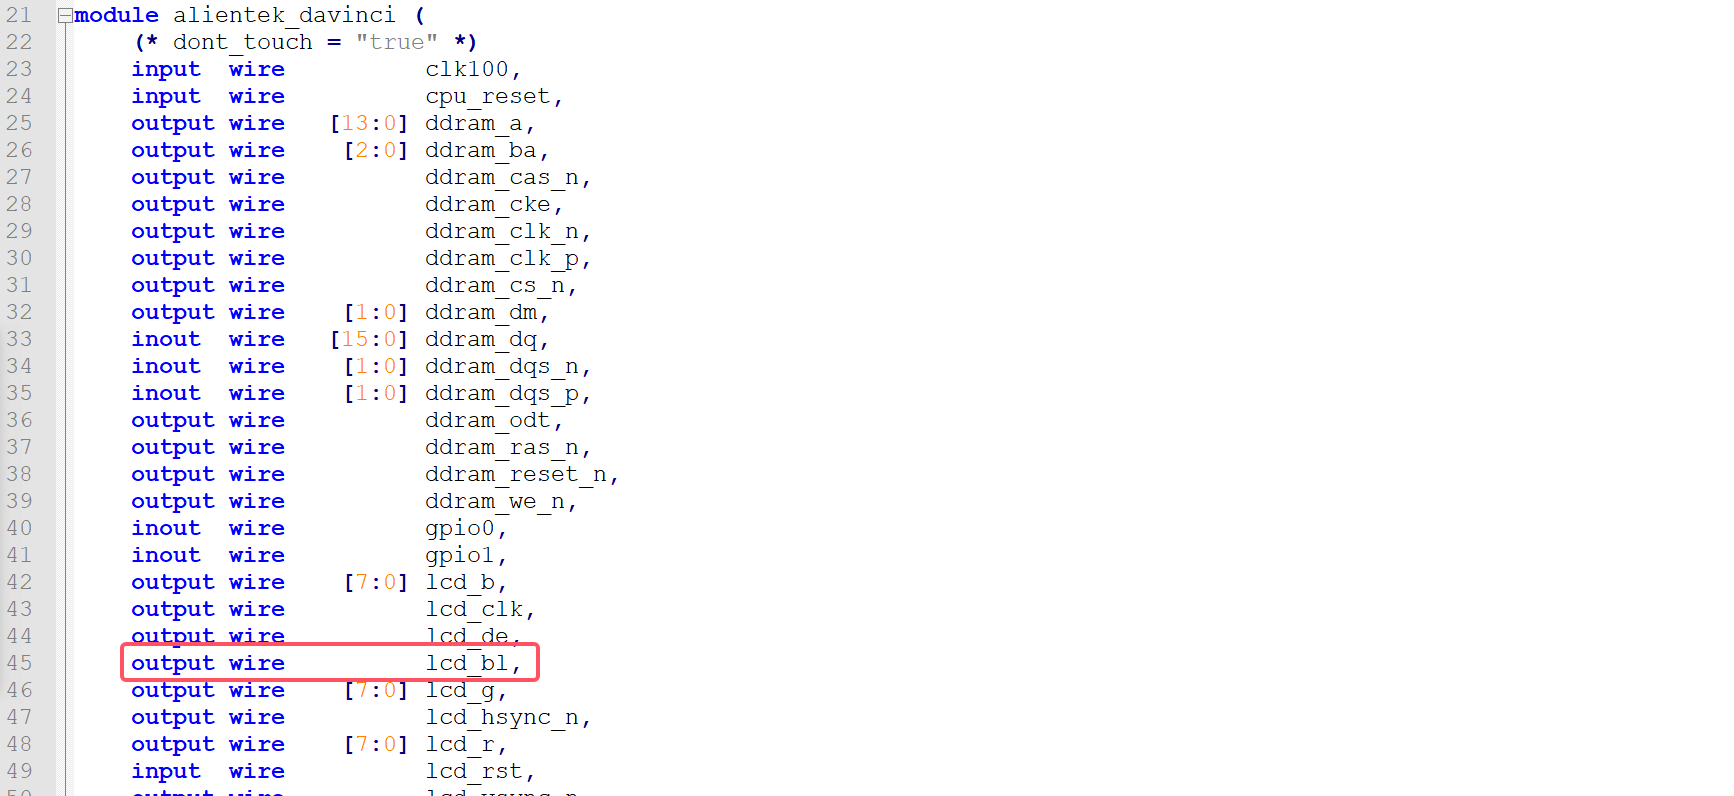 21 module alientek_davinci (
22 (* dont_touch = "true" *)
23 input wire clk100,
24 input wire cpu_reset,
25 output wire [13:0] ddram_a,
26 output wire [2:0] ddram_ba,
27 output wire ddram_cas_n,
28 output wire ddram_cke,
29 output wire ddram_clk_n,
30 output wire ddram_clk_p,
31 output wire ddram_cs_n,
32 output wire [1:0] ddram_dm,
33 inout wire [15:0] ddram_dq,
34 inout wire [1:0] ddram_dqs_n,
35 inout wire [1:0] ddram_dqs_p,
36 output wire ddram_odt,
37 output wire ddram_ras_n,
38 output wire ddram_reset_n,
39 output wire ddram_we_n,
40 inout wire gpio0,
41 inout wire gpio1,
42 output wire [7:0] lcd_b,
43 output wire lcd_clk,
44 output wire lcd_de,
45 output wire lcd_bl,
46 output wire [7:0] lcd_g,
47 output wire lcd_hsync_n,
48 output wire [7:0] lcd_r,
49 input wire lcd_rst,